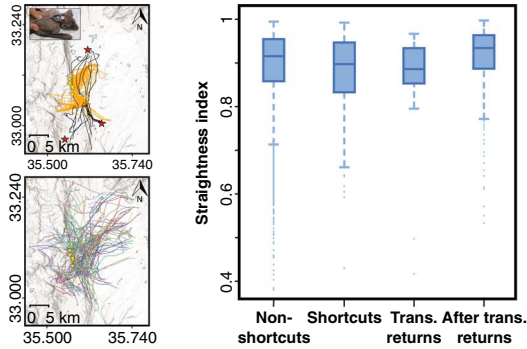 33.240
N
33.000
0 5 km
35.500 35.740
33.240
N
33.000
0 5 km
35.500 35.740
Straightness index
1
0.8
0.6
0.4
Non-
shortcuts
Shortcuts
Trans.
returns
After trans.
returns